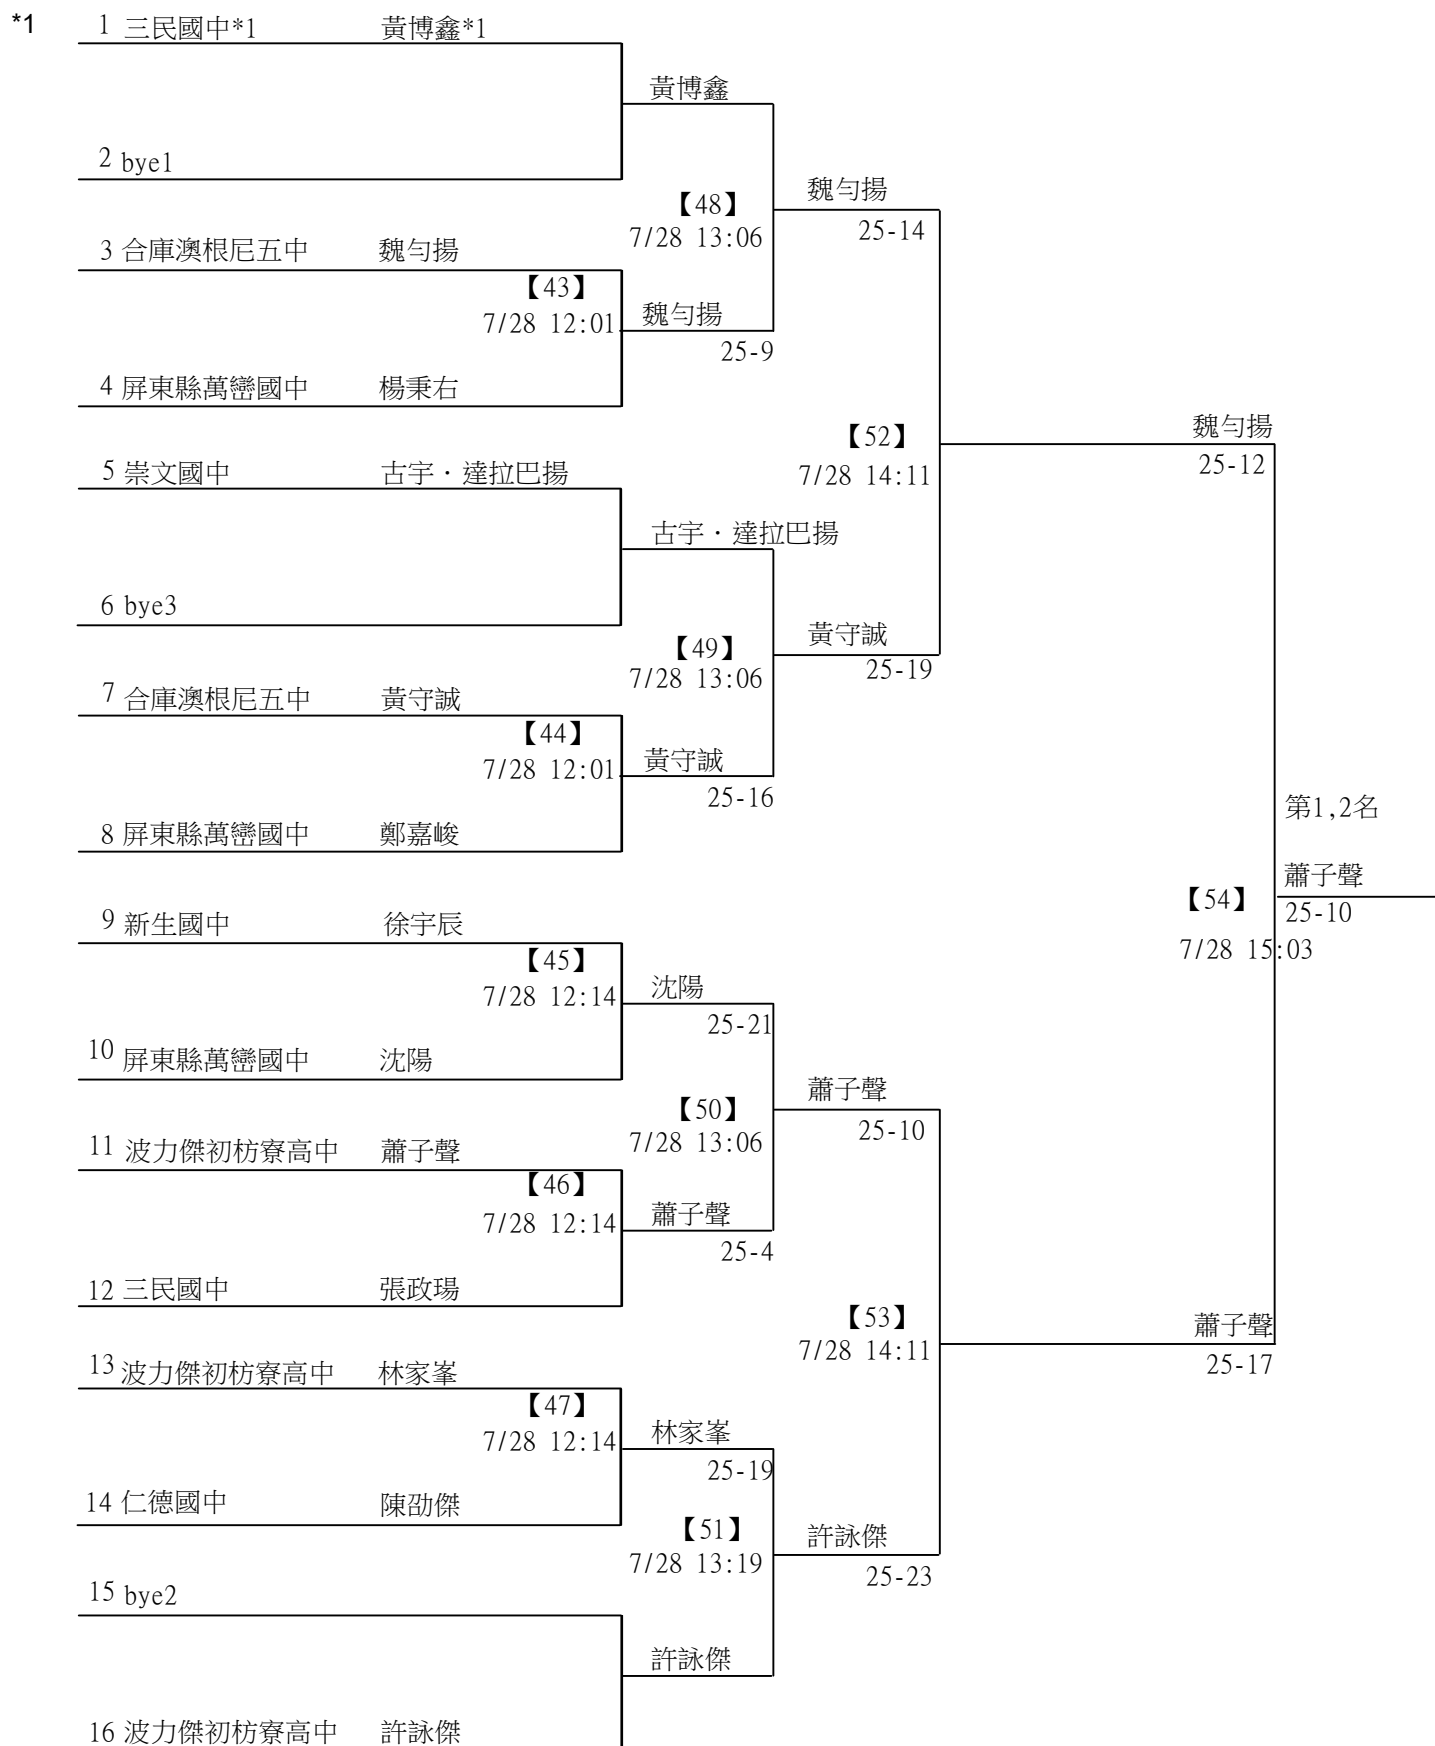 *1
1 三民國中*1 黃博鑫*1
黃博鑫
2 bye1
魏勻揚
【48】
25-14
7/28 13:06
3 合庫澳根尼五中 魏勻揚
【43】
魏勻揚
7/28 12:01
25-9
4 屏東縣萬巒國中 楊秉右
魏勻揚
【52】
25-12
7/28 14:11
5 崇文國中 古宇．達拉巴揚
古宇．達拉巴揚
6 bye3
黃守誠
【49】
25-19
7/28 13:06
7 合庫澳根尼五中 黃守誠
【44】
黃守誠
7/28 12:01
25-16
8 屏東縣萬巒國中 鄭嘉峻
第1,2名
蕭子聲
【54】
25-10
7/28 15:03
9 新生國中 徐宇辰
【45】
沈陽
7/28 12:14
25-21
10 屏東縣萬巒國中 沈陽
蕭子聲
【50】
25-10
7/28 13:06
11 波力傑初枋寮高中 蕭子聲
【46】
蕭子聲
7/28 12:14
25-4
12 三民國中 張政瑒
【53】
蕭子聲
7/28 14:11
25-17
13 波力傑初枋寮高中 林家峯
【47】
林家峯
7/28 12:14
25-19
14 仁德國中 陳劭傑
【51】
許詠傑
7/28 13:19
25-23
15 bye2
許詠傑
16 波力傑初枋寮高中 許詠傑